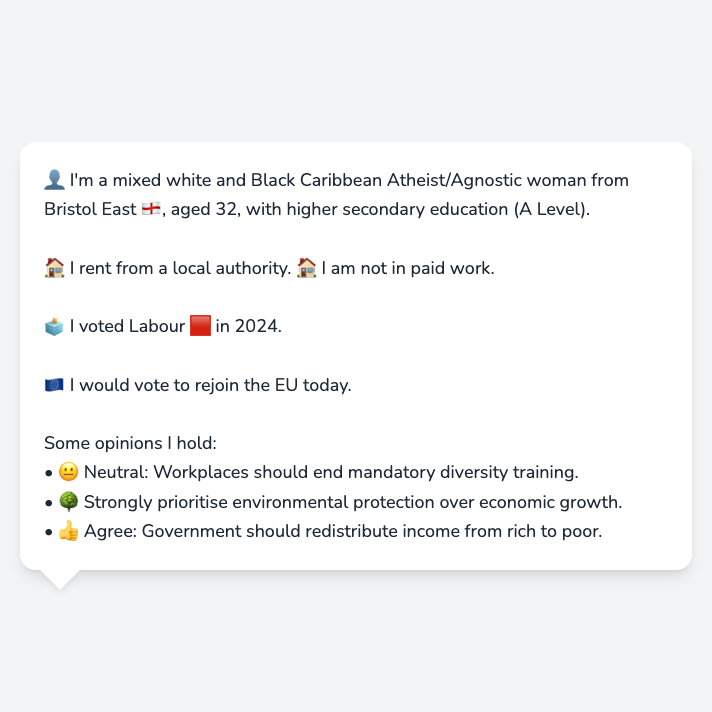 👤 I'm a mixed white and Black Caribbean Atheist/Agnostic woman from
Bristol East 🏴󠁧󠁢󠁥󠁮󠁧󠁿, aged 32, with higher secondary education (A Level).
🏠 I rent from a local authority. 🏠 I am not in paid work.
🗳️ I voted Labour 🟥 in 2024.
🇪🇺 I would vote to rejoin the EU today.
Some opinions I hold:
• 😐 Neutral: Workplaces should end mandatory diversity training.
• 🌳 Strongly prioritise environmental protection over economic growth.
• 👍 Agree: Government should redistribute income from rich to poor.